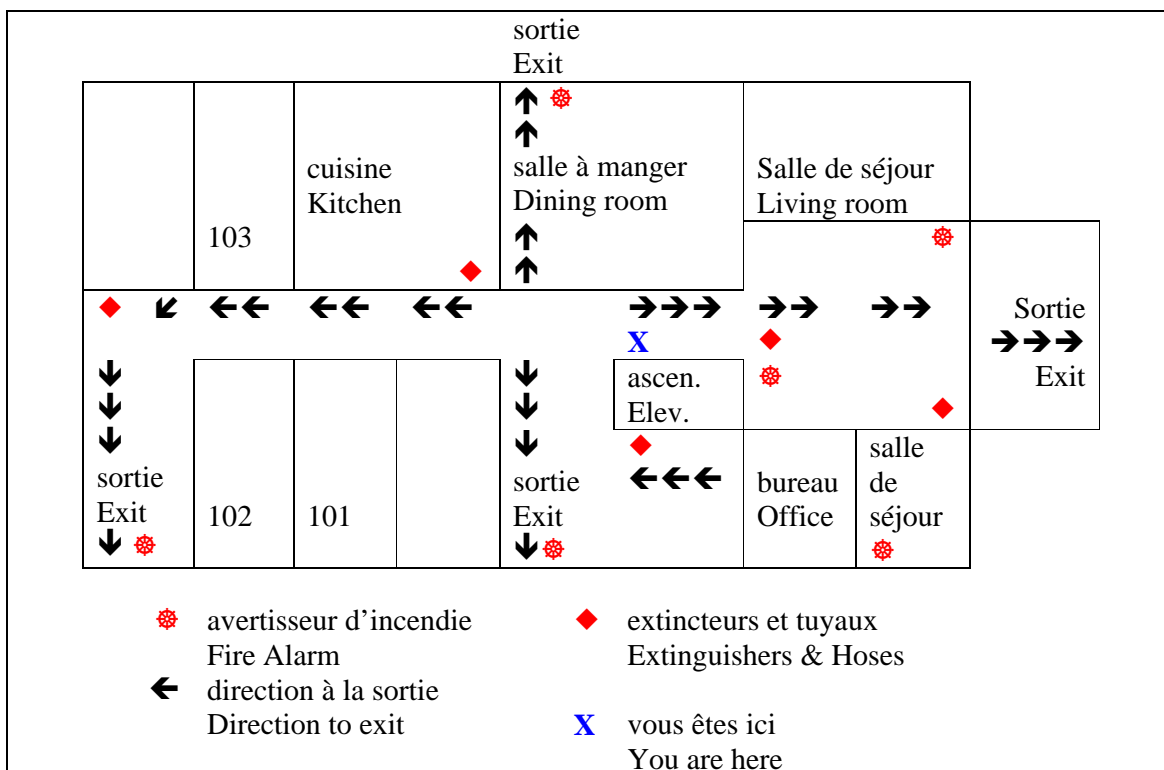 sortie
Exit
cuisine
Kitchen
salle à manger
Dining room
Salle de séjour
Living room
103
Sortie
Exit
X
ascen.
Elev.
sortie
Exit
102
101
sortie
Exit
bureau
Office
salle
de
séjour
avertisseur d'incendie
Fire Alarm
direction à la sortie
Direction to exit
extincteurs et tuyaux
Extinguishers & Hoses
X vous êtes ici
You are here